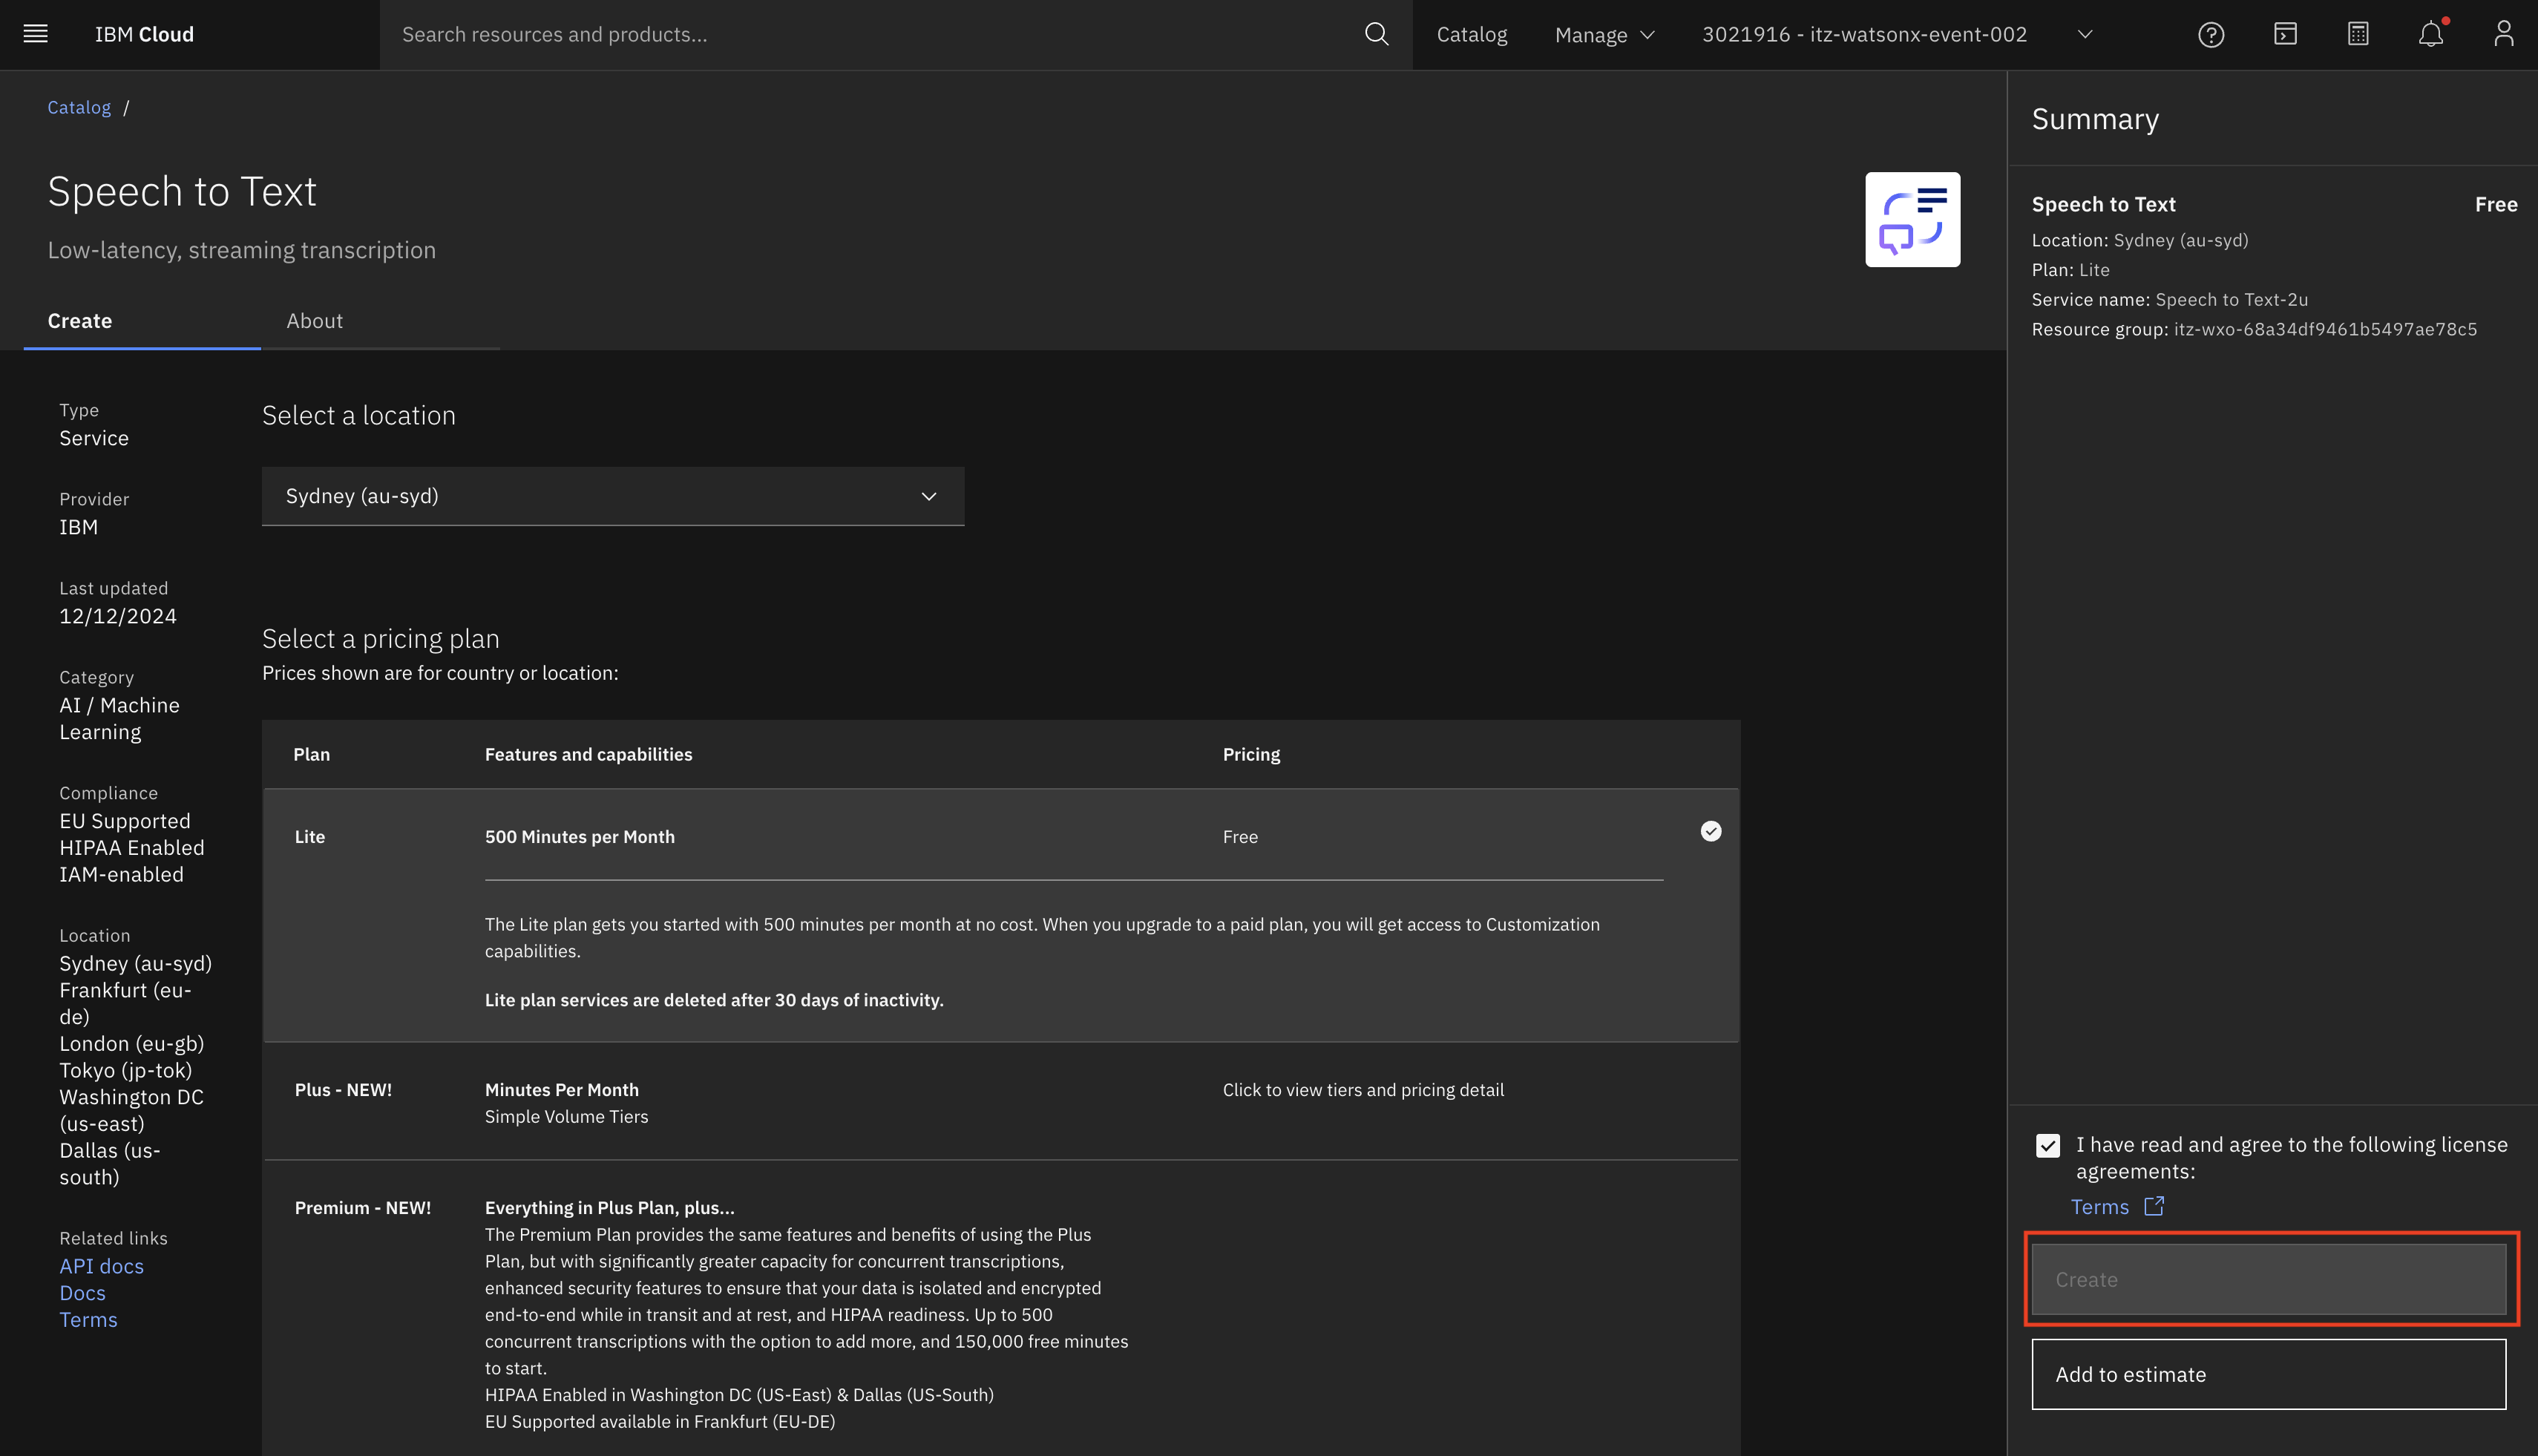 IBM Cloud
Search resources and products...
Catalog
Manage
3021916 - itz-watsonx-event-002
Catalog /
Speech to Text
Low-latency, streaming transcription
Create
About
Type
Service
Provider
IBM
Last updated
12/12/2024
Category
AI / Machine
Learning
Compliance
EU Supported
HIPAA Enabled
IAM-enabled
Location
Sydney (au-syd)
Frankfurt (eu-
de)
London (eu-gb)
Tokyo (jp-tok)
Washington DC
(us-east)
Dallas (us-
south)
Related links
API docs
Docs
Terms
Select a location
Sydney (au-syd)
Select a pricing plan
Prices shown are for country or location:
Plan
Features and capabilities
Pricing
Lite
500 Minutes per Month
Free
The Lite plan gets you started with 500 minutes per month at no cost. When you upgrade to a paid plan, you will get access to Customization
capabilities.
Lite plan services are deleted after 30 days of inactivity.
Plus - NEW!
Minutes Per Month
Simple Volume Tiers
Click to view tiers and pricing detail
Premium - NEW!
Everything in Plus Plan, plus...
The Premium Plan provides the same features and benefits of using the Plus
Plan, but with significantly greater capacity for concurrent transcriptions,
enhanced security features to ensure that your data is isolated and encrypted
end-to-end while in transit and at rest, and HIPAA readiness. Up to 500
concurrent transcriptions with the option to add more, and 150,000 free minutes
to start.
HIPAA Enabled in Washington DC (US-East) & Dallas (US-South)
EU Supported available in Frankfurt (EU-DE)
Summary
Speech to Text
Free
Location: Sydney (au-syd)
Plan: Lite
Service name: Speech to Text-2u
Resource group: itz-wxo-68a34df9461b5497ae78c5
I have read and agree to the following license
agreements:
Terms
Create
Add to estimate